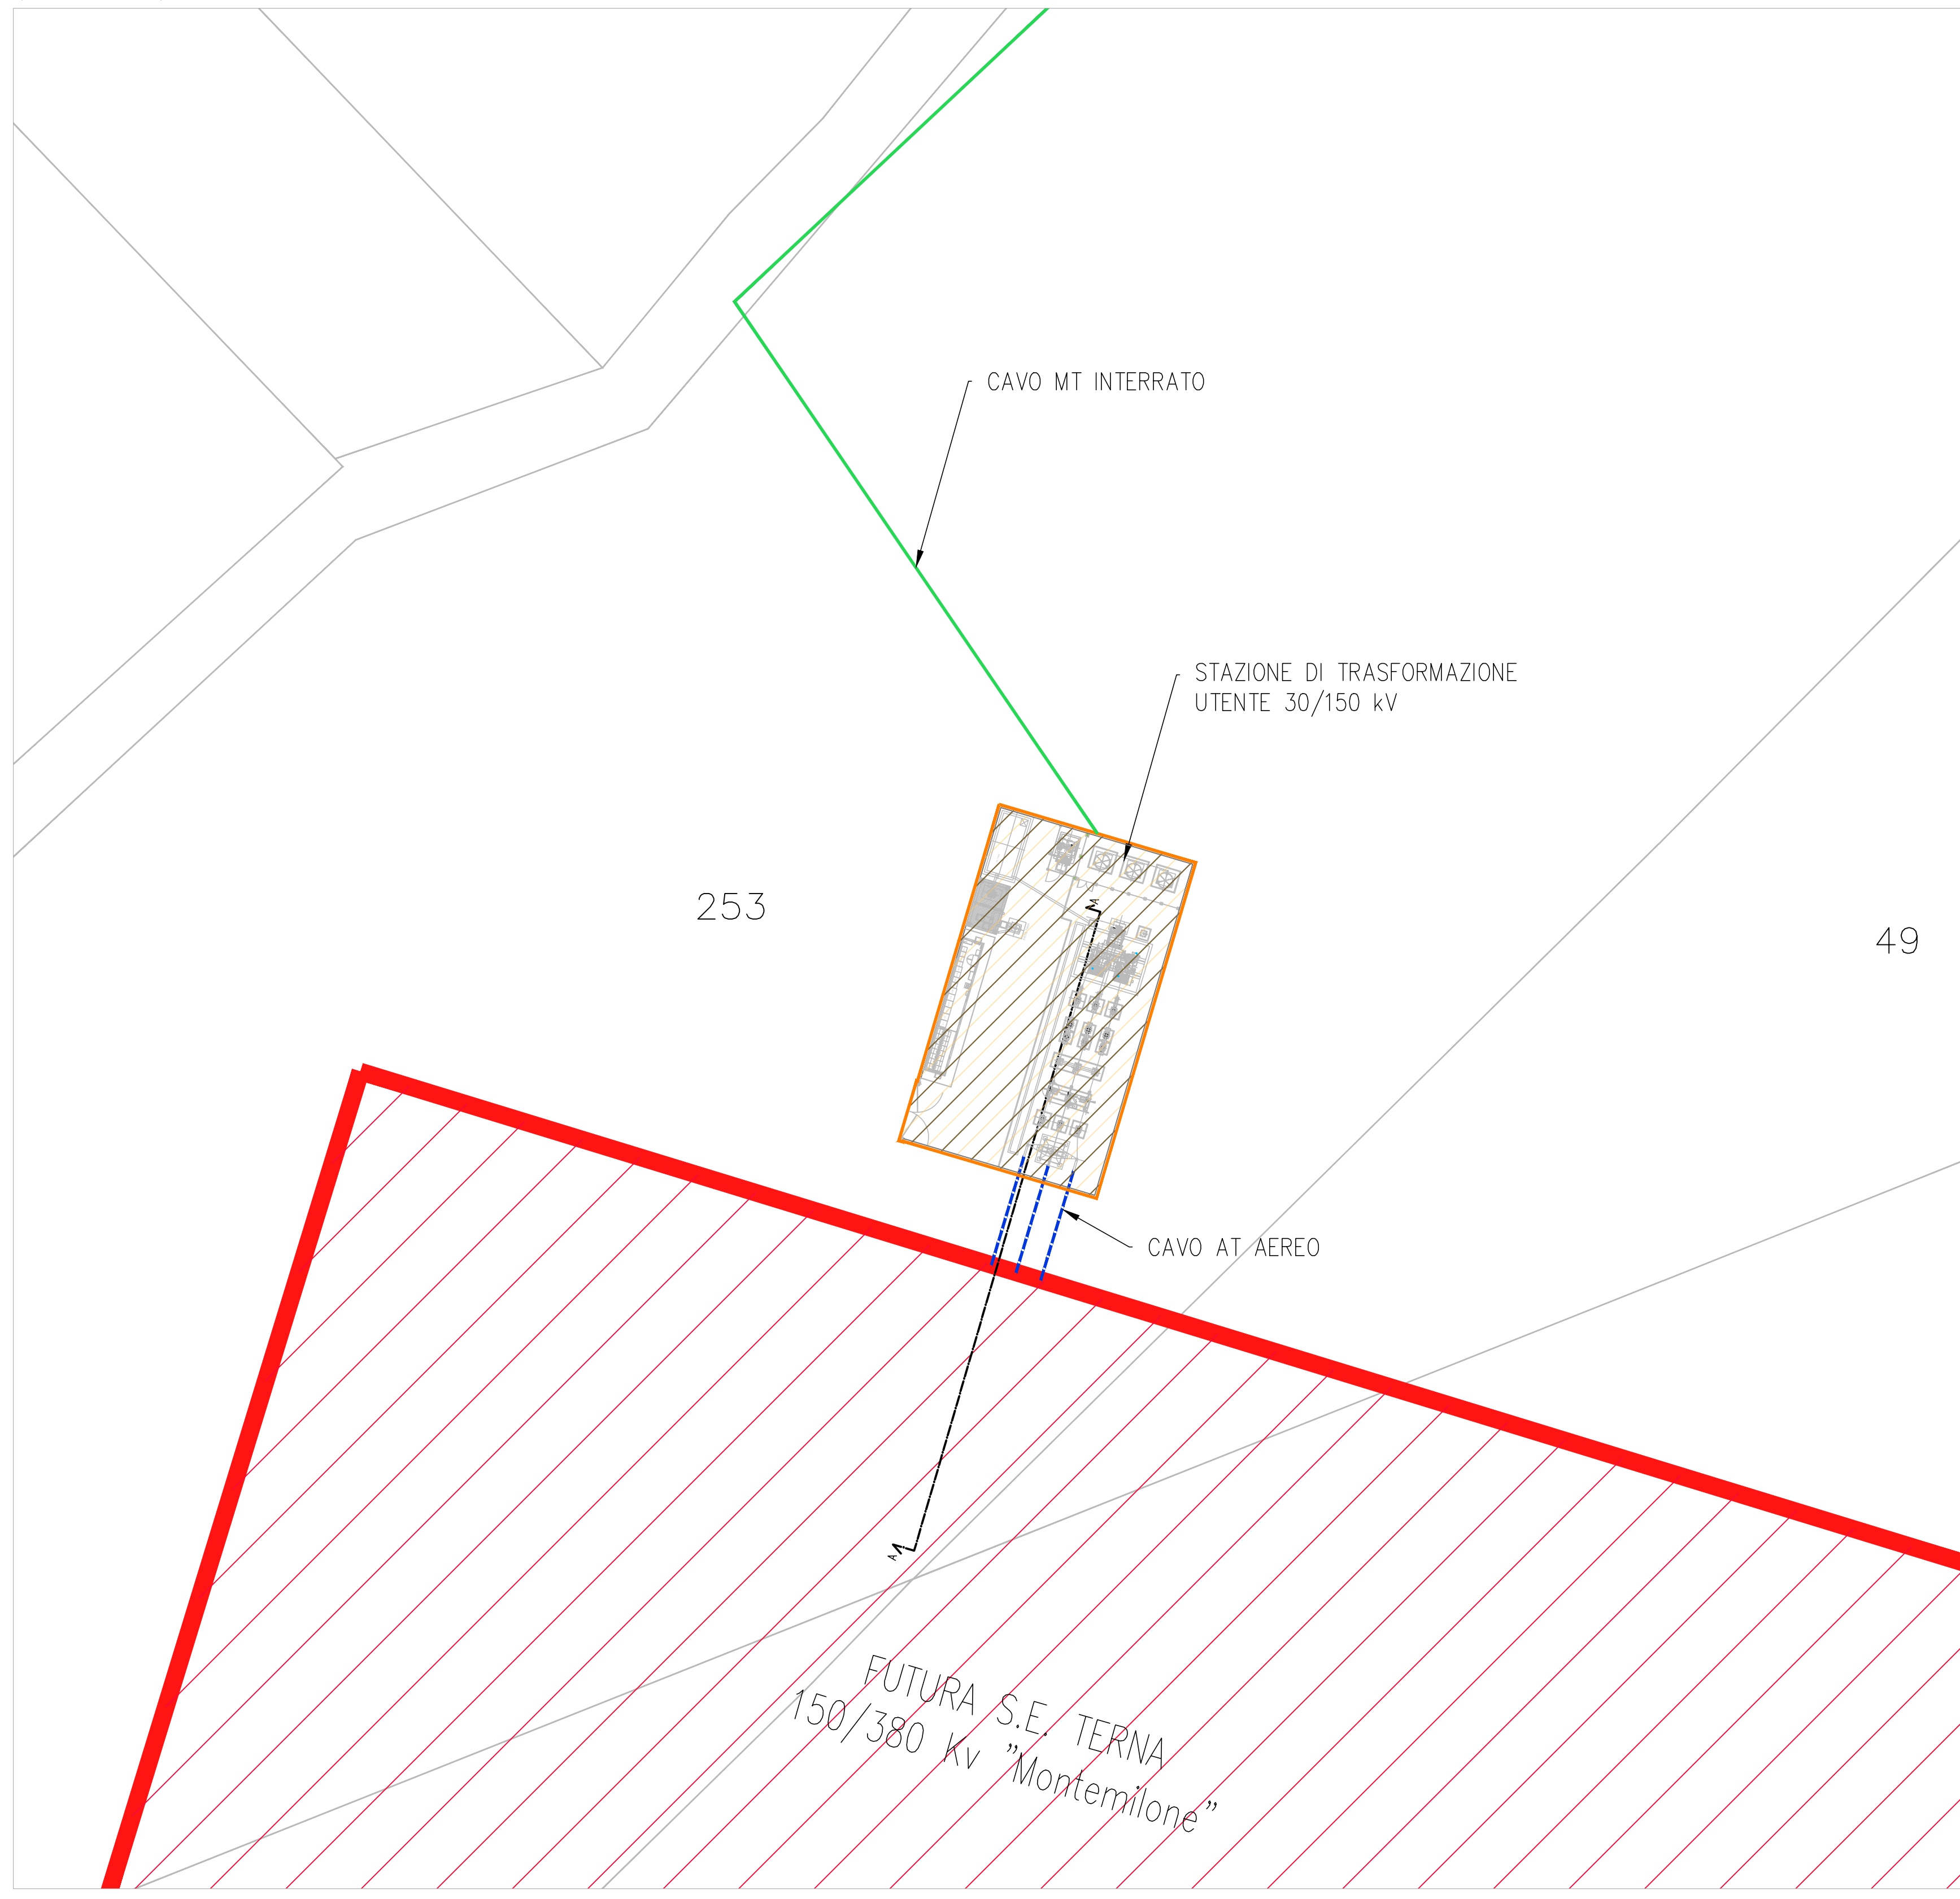 CAVO MT INTERRATO
STAZIONE DI TRASFORMAZIONE
UTENTE 30/150 kV
253
49
A
CAVO AT AEREO
A
FUTURA S.E. TERNA
150/380 kv "Montemilone"